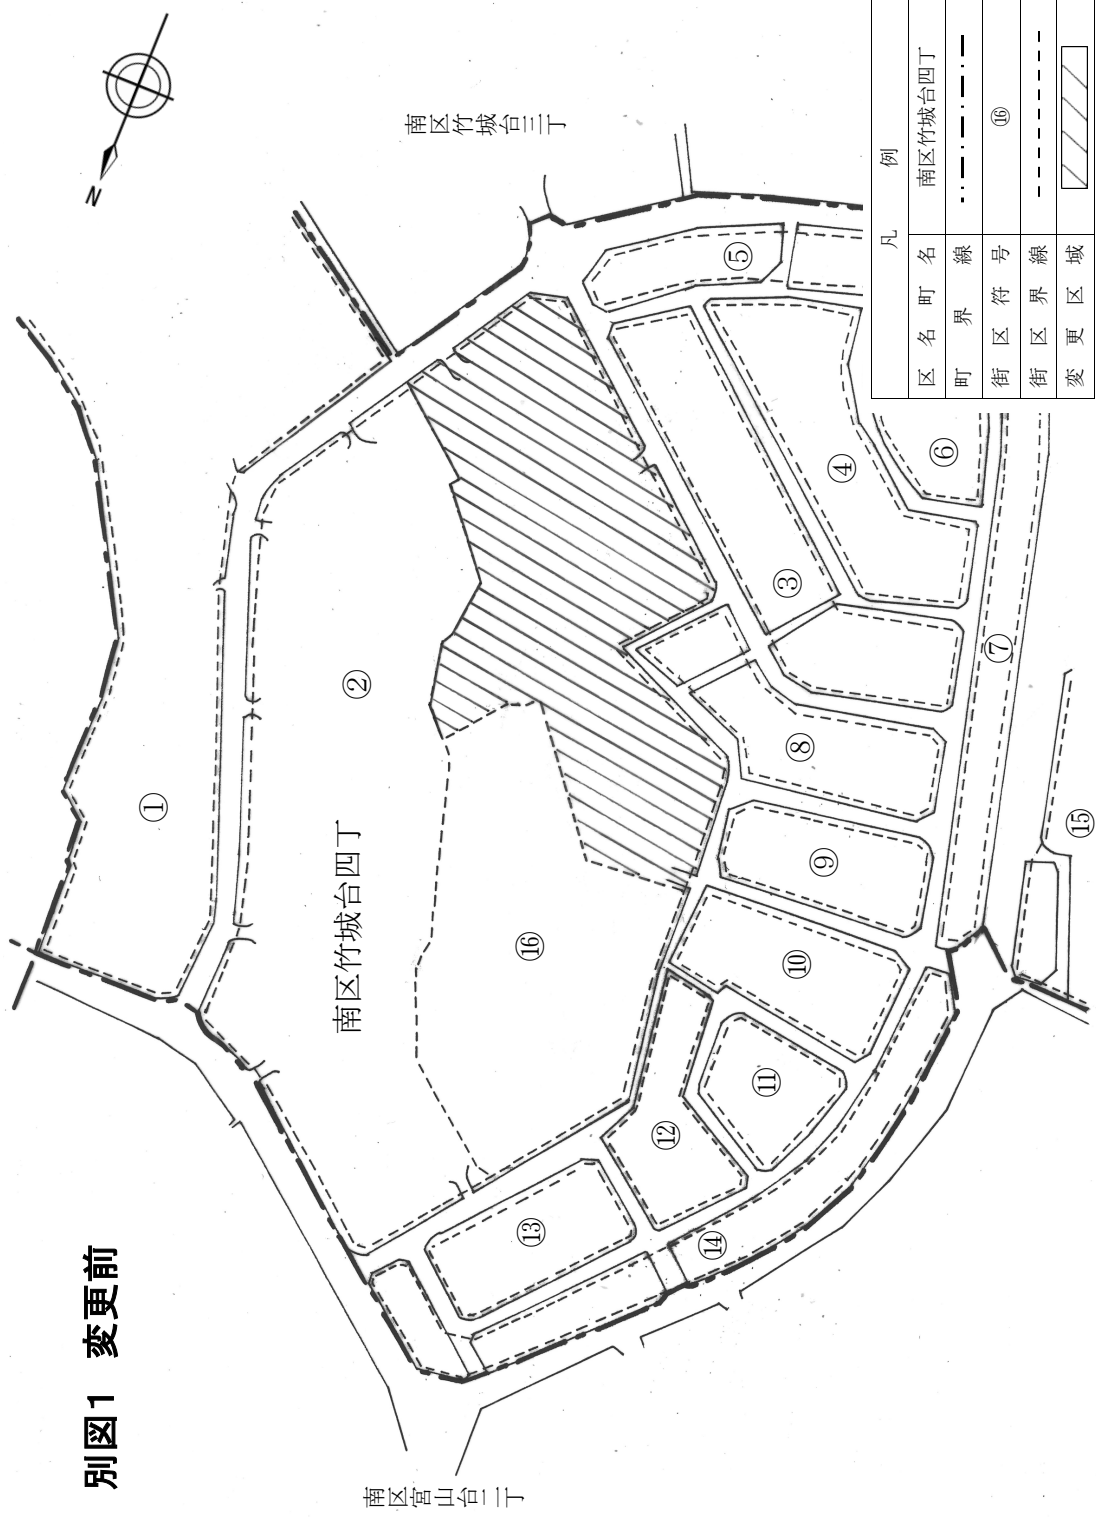 別図1 変更前
N
南区竹城台三丁
南区竹城台四丁
南区宮山台二丁
①
②
③
④
⑤
⑥
⑦
⑧
⑨
⑩
⑪
⑫
⑬
⑭
⑮
⑯
凡 例
区名町名 南区竹城台四丁
町界線
街区符号 ⑯
街区界線
変更区域